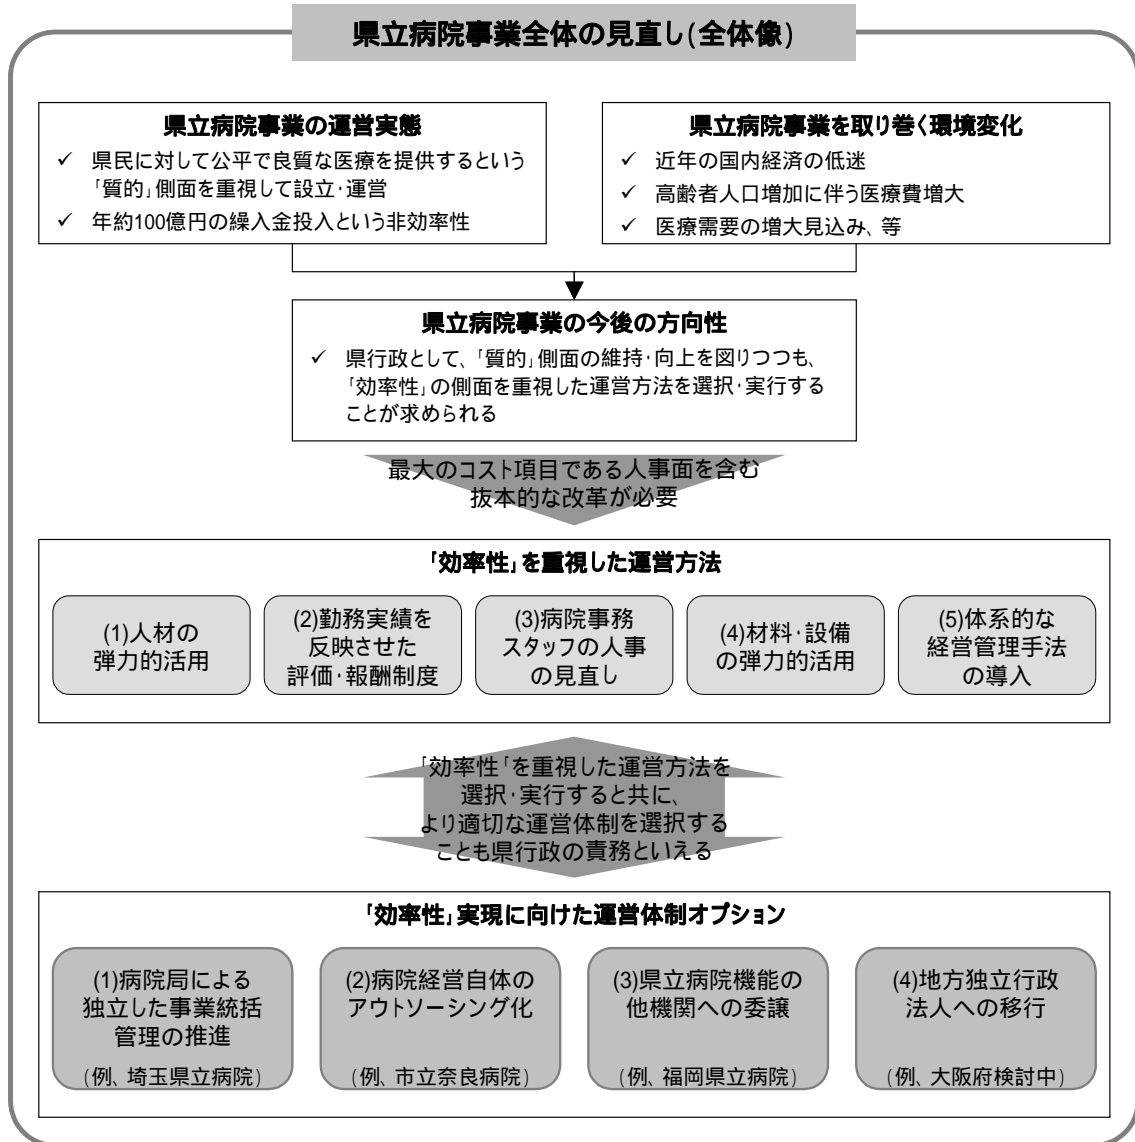 県立病院事業全体の見直し(全体像)
県立病院事業の運営実態
✓ 県民に対して公平で良質な医療を提供するという
「質的」側面を重視して設立・運営
✓ 年約100億円の繰入金投入という非効率性
県立病院事業を取り巻く環境変化
✓ 近年の国内経済の低迷
✓ 高齢者人口増加に伴う医療費増大
✓ 医療需要の増大見込み、等
県立病院事業の今後の方向性
✓ 県行政として、「質的」側面の維持・向上を図りつつも、
「効率性」の側面を重視した運営方法を選択・実行する
ことが求められる
最大のコスト項目である人事面を含む
抜本的な改革が必要
「効率性」を重視した運営方法
(1)人材の
弾力的活用
(2)勤務実績を
反映させた
評価・報酬制度
(3)病院事務
スタッフの人事
の見直し
(4)材料・設備
の弾力的活用
(5)体系的な
経営管理手法
の導入
「効率性「を重視した運営方法を
選択・実行すると共に、
より適切な運営体制を選択する
ことも県行政の責務といえる
「効率性」実現に向けた運営体制オプション
(1)病院局による
独立した事業統括
管理の推進
(例、埼玉県立病院)
(2)病院経営自体の
アウトソーシング化
(例、市立奈良病院)
(3)県立病院機能の
他機関への委譲
(例、福岡県立病院)
(4)地方独立行政
法人への移行
(例、大阪府検討中)